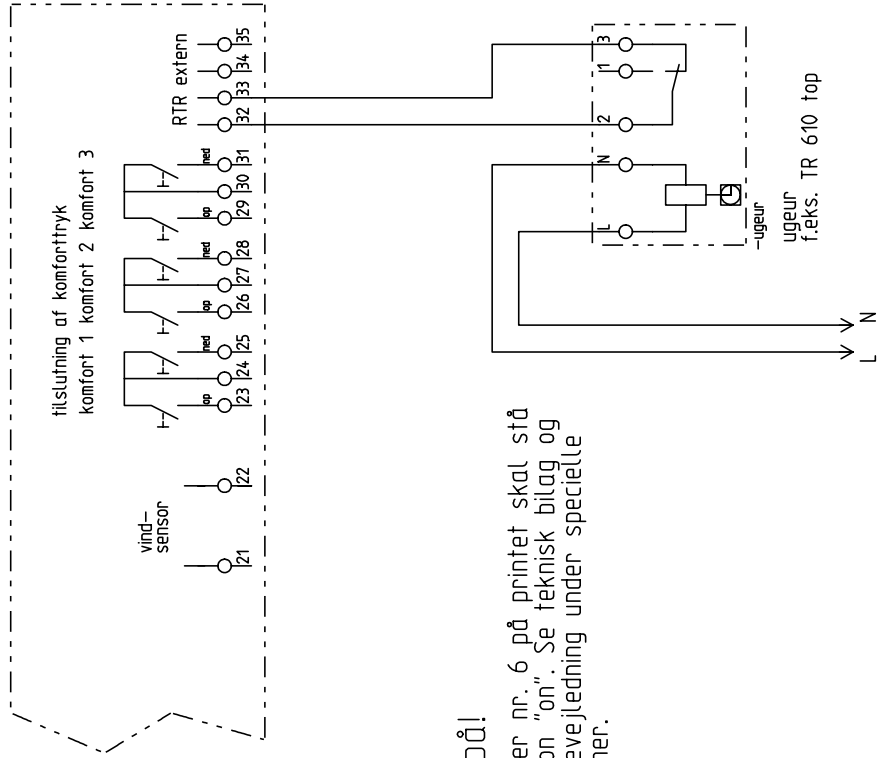 tilslutning af komforttryk
komfort 1 komfort 2 komfort 3
vind-
sensor
RTR extern
op
ned
op
ned
op
ned
21
22
23
24
25
26
27
28
29
30
31
32
33
34
35
på!
er nr. 6 på printet skal stå
on "on". Se teknisk bilag og
evejledning under specielle
ner.
L
N
2
1
3
-ugeur
ugeur
f.eks. TR 610 top
L
N